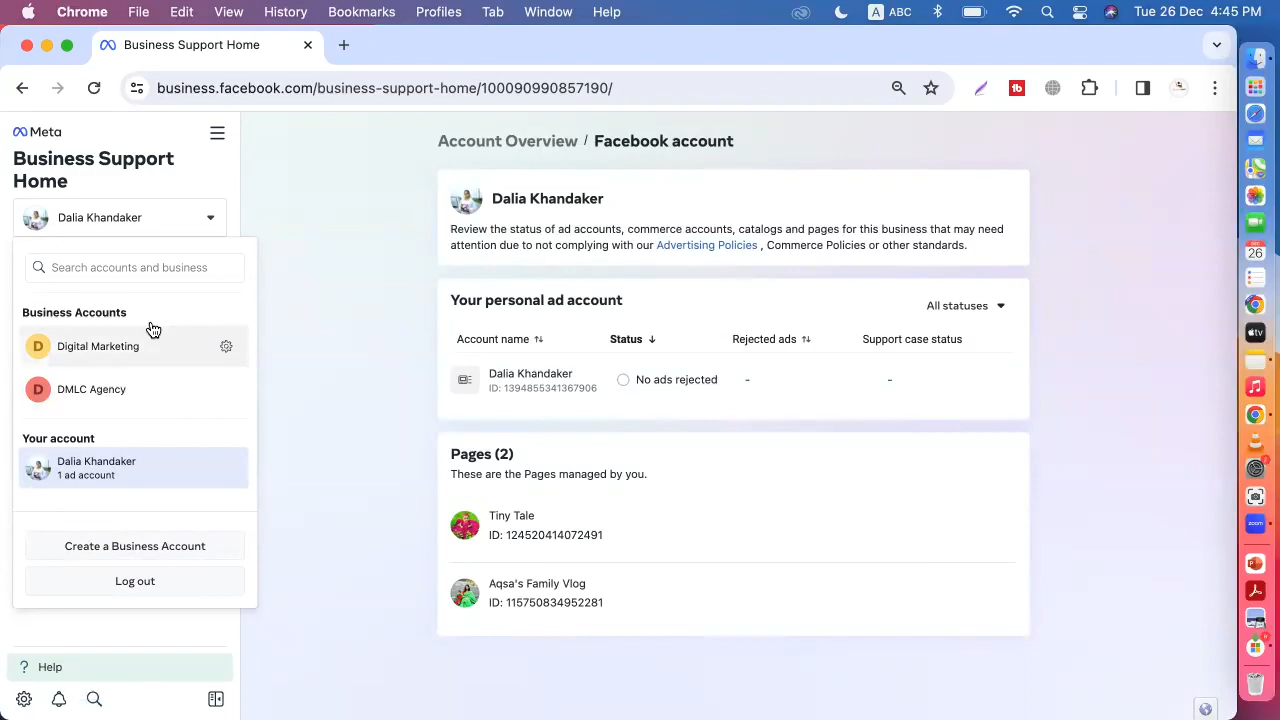 Chrome File Edit View History Bookmarks Profiles Tab Window Help A ABC Tue 26 Dec 4:45 PM
Business Support Home
business.facebook.com/business-support-home/100090990857190/
Meta
Business Support
Home
Dalia Khandaker
Search accounts and business
Business Accounts
D Digital Marketing
D DMLC Agency
Your account
Dalia Khandaker
1 ad account
Create a Business Account
Log out
? Help
Account Overview / Facebook account
Dalia Khandaker
Review the status of ad accounts, commerce accounts, catalogs and pages for this business that may need
attention due to not complying with our Advertising Policies , Commerce Policies or other standards.
Your personal ad account
All statuses
Account name Status Rejected ads Support case status
Dalia Khandaker
ID: 1394855341367906
No ads rejected - -
Pages (2)
These are the Pages managed by you.
Tiny Tale
ID: 124520414072491
Aqsa's Family Vlog
ID: 115750834952281
26
tv
zoom